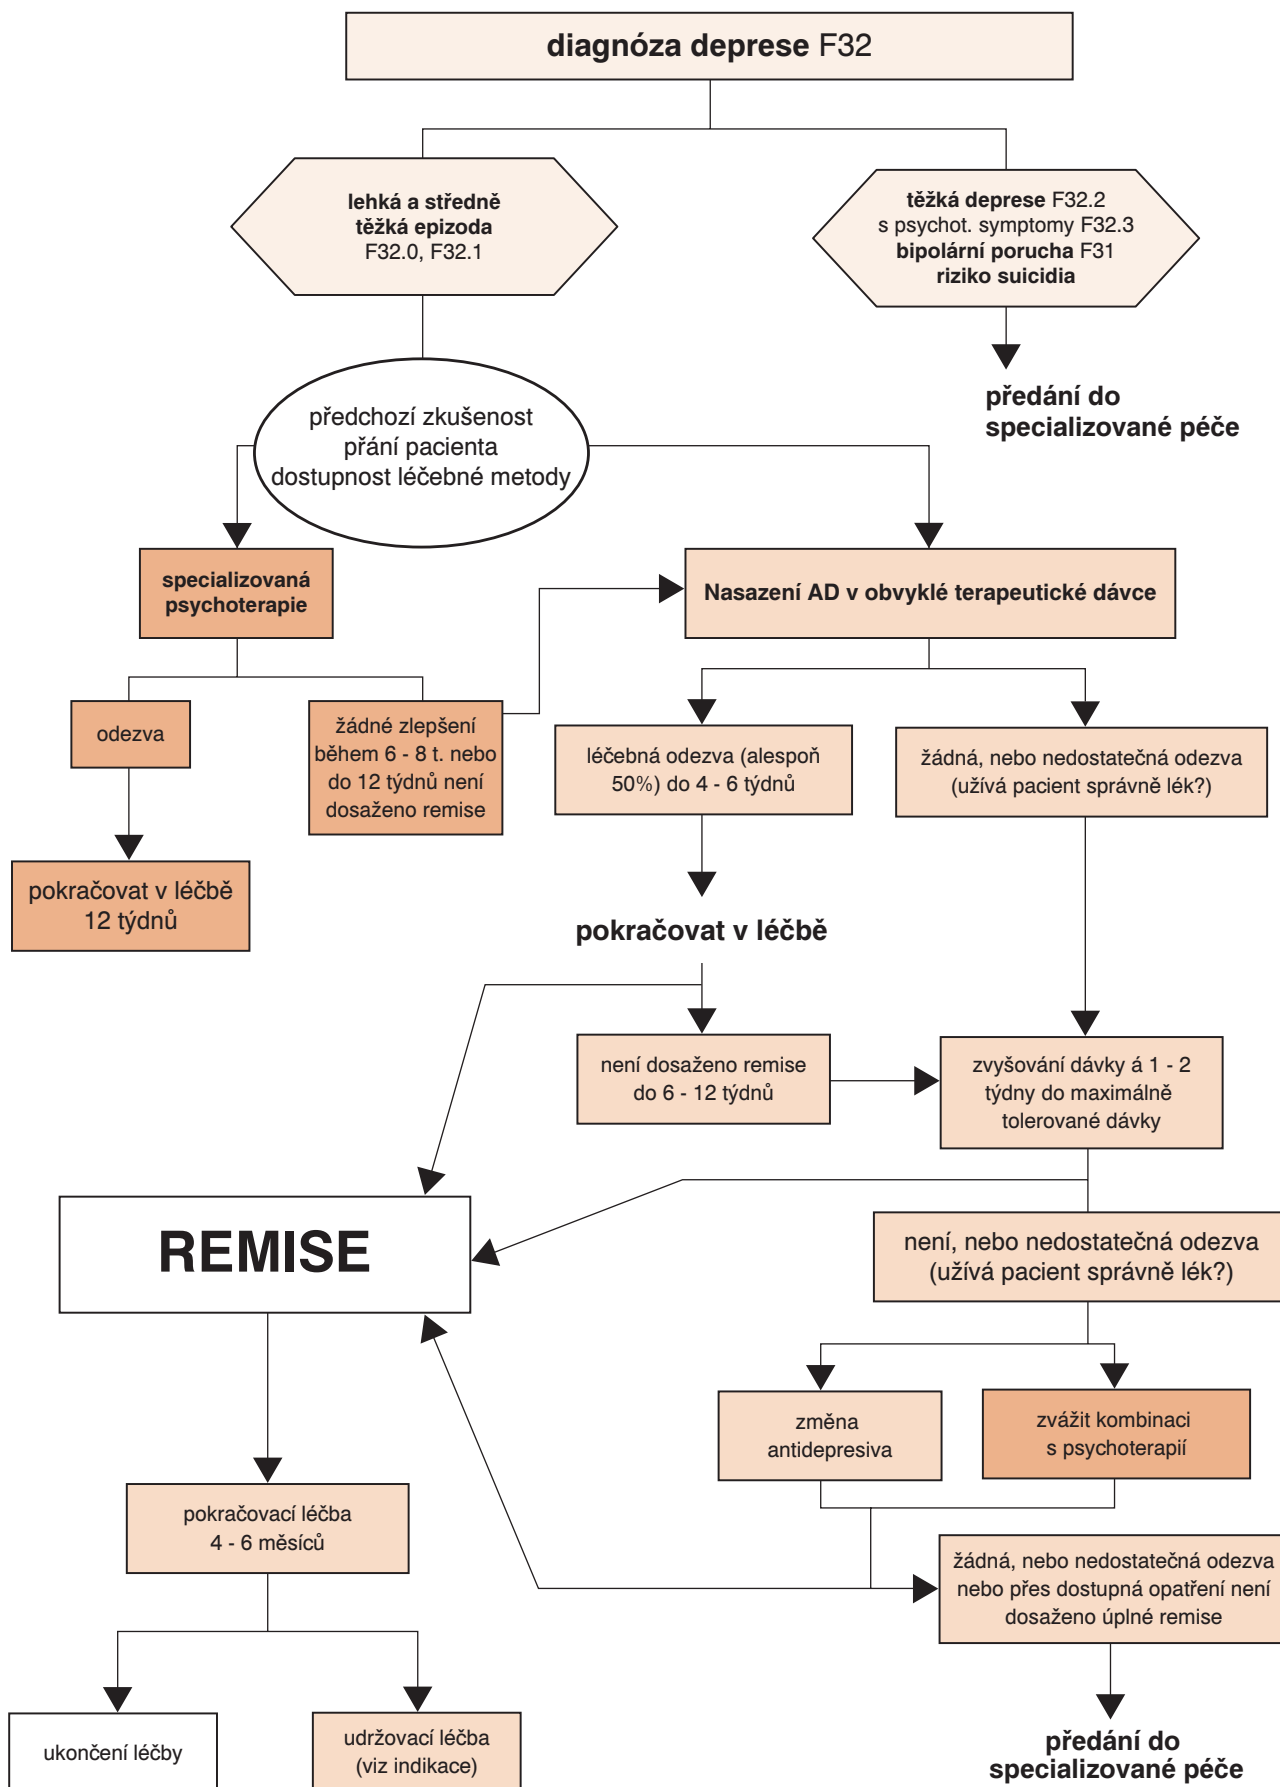 diagnóza deprese F32
lehká a středně
těžká epizoda
F32.0, F32.1
těžká deprese F32.2
s psychot. symptomy F32.3
bipolární porucha F31
riziko suicidia
předání do
specializované péče
předchozí zkušenost
přání pacienta
dostupnost léčebné metody
specializovaná
psychoterapie
Nasazení AD v obvyklé terapeutické dávce
odezva
žádné zlepšení
během 6 - 8 t. nebo
do 12 týdnů není
dosaženo remise
léčebná odezva (alespoň
50%) do 4 - 6 týdnů
žádná, nebo nedostatečná odezva
(užívá pacient správně lék?)
pokračovat v léčbě
12 týdnů
pokračovat v léčbě
není dosaženo remise
do 6 - 12 týdnů
zvyšování dávky á 1 - 2
týdny do maximálně
tolerované dávky
REMISE
není, nebo nedostatečná odezva
(užívá pacient správně lék?)
změna
antidepresiva
zvážit kombinaci
s psychoterapií
pokračovací léčba
4 - 6 měsíců
žádná, nebo nedostatečná odezva
nebo přes dostupná opatření není
dosaženo úplné remise
ukončení léčby
udržovací léčba
(viz indikace)
předání do
specializované péče